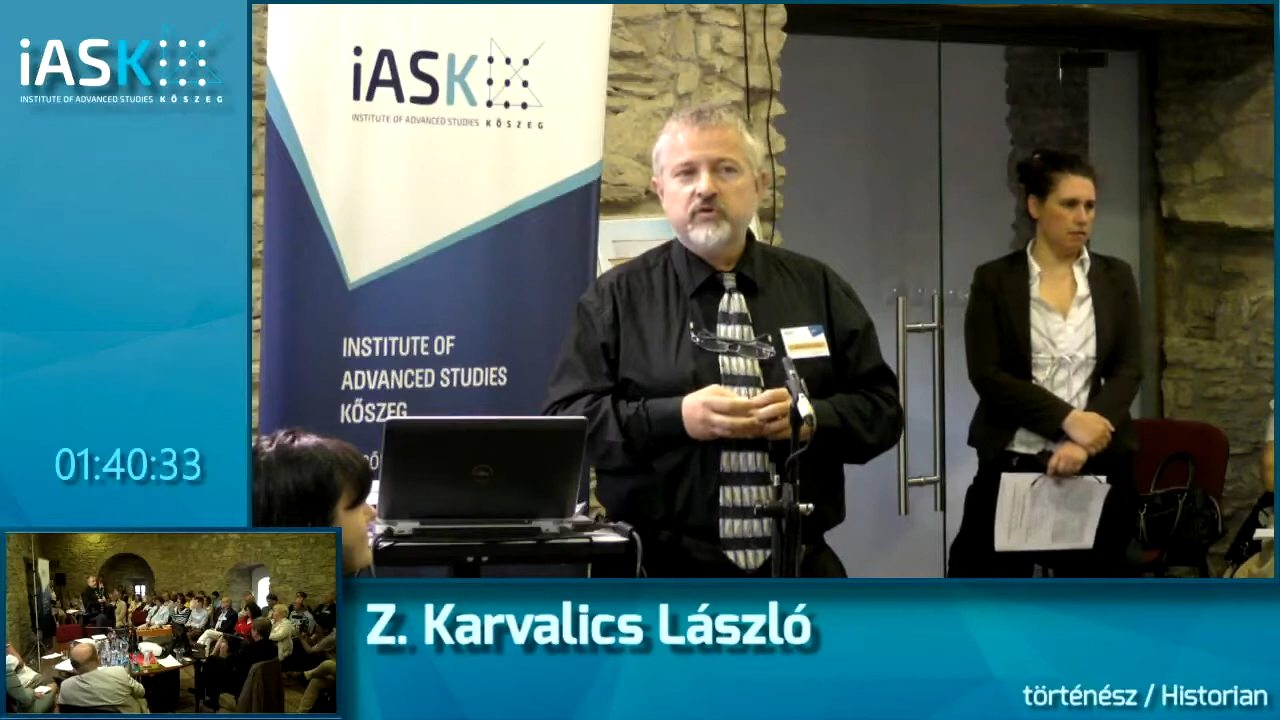 iASK
INSTITUTE OF ADVANCED STUDIES KŐSZEG
iASK
INSTITUTE OF ADVANCED STUDIES KŐSZEG
INSTITUTE OF
ADVANCED STUDIES
KŐSZEG
01:40:33
Z. Karvalics László
történész / Historian